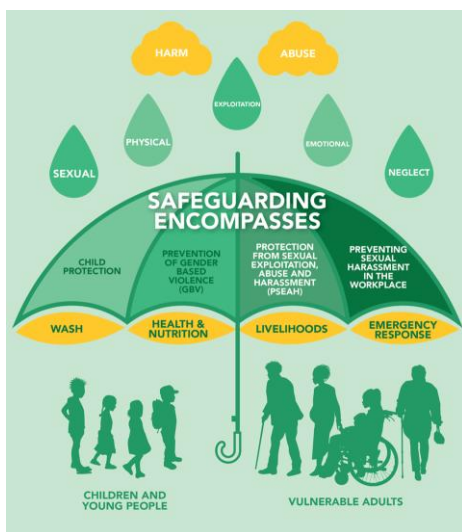 HARM
ABUSE
EXPLOITATION
PHYSICAL
EMOTIONAL
SEXUAL
NEGLECT
SAFEGUARDING
ENCOMPASSES
CHILD
PROTECTION
PREVENTION
OF GENDER
BASED
VIOLENCE
(GBV)
PROTECTION
FROM SEXUAL
EXPLOITATION,
ABUSE AND
HARASSMENT
(PSEAH)
PREVENTING
SEXUAL
HARASSMENT
IN THE
WORKPLACE
WASH
HEALTH &
NUTRITION
LIVELIHOODS
EMERGENCY
RESPONSE
CHILDREN AND
YOUNG PEOPLE
VULNERABLE ADULTS